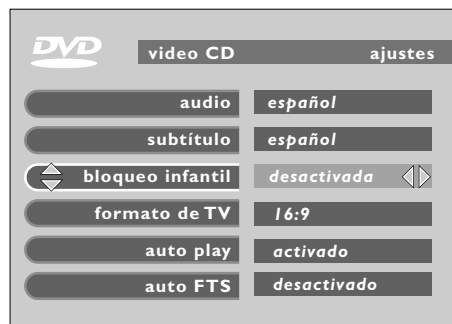 DVD video CD ajustes
audio español
subtítulo español
bloqueo infantil desactivada
formato de TV 16:9
auto play activado
auto FTS desactivado